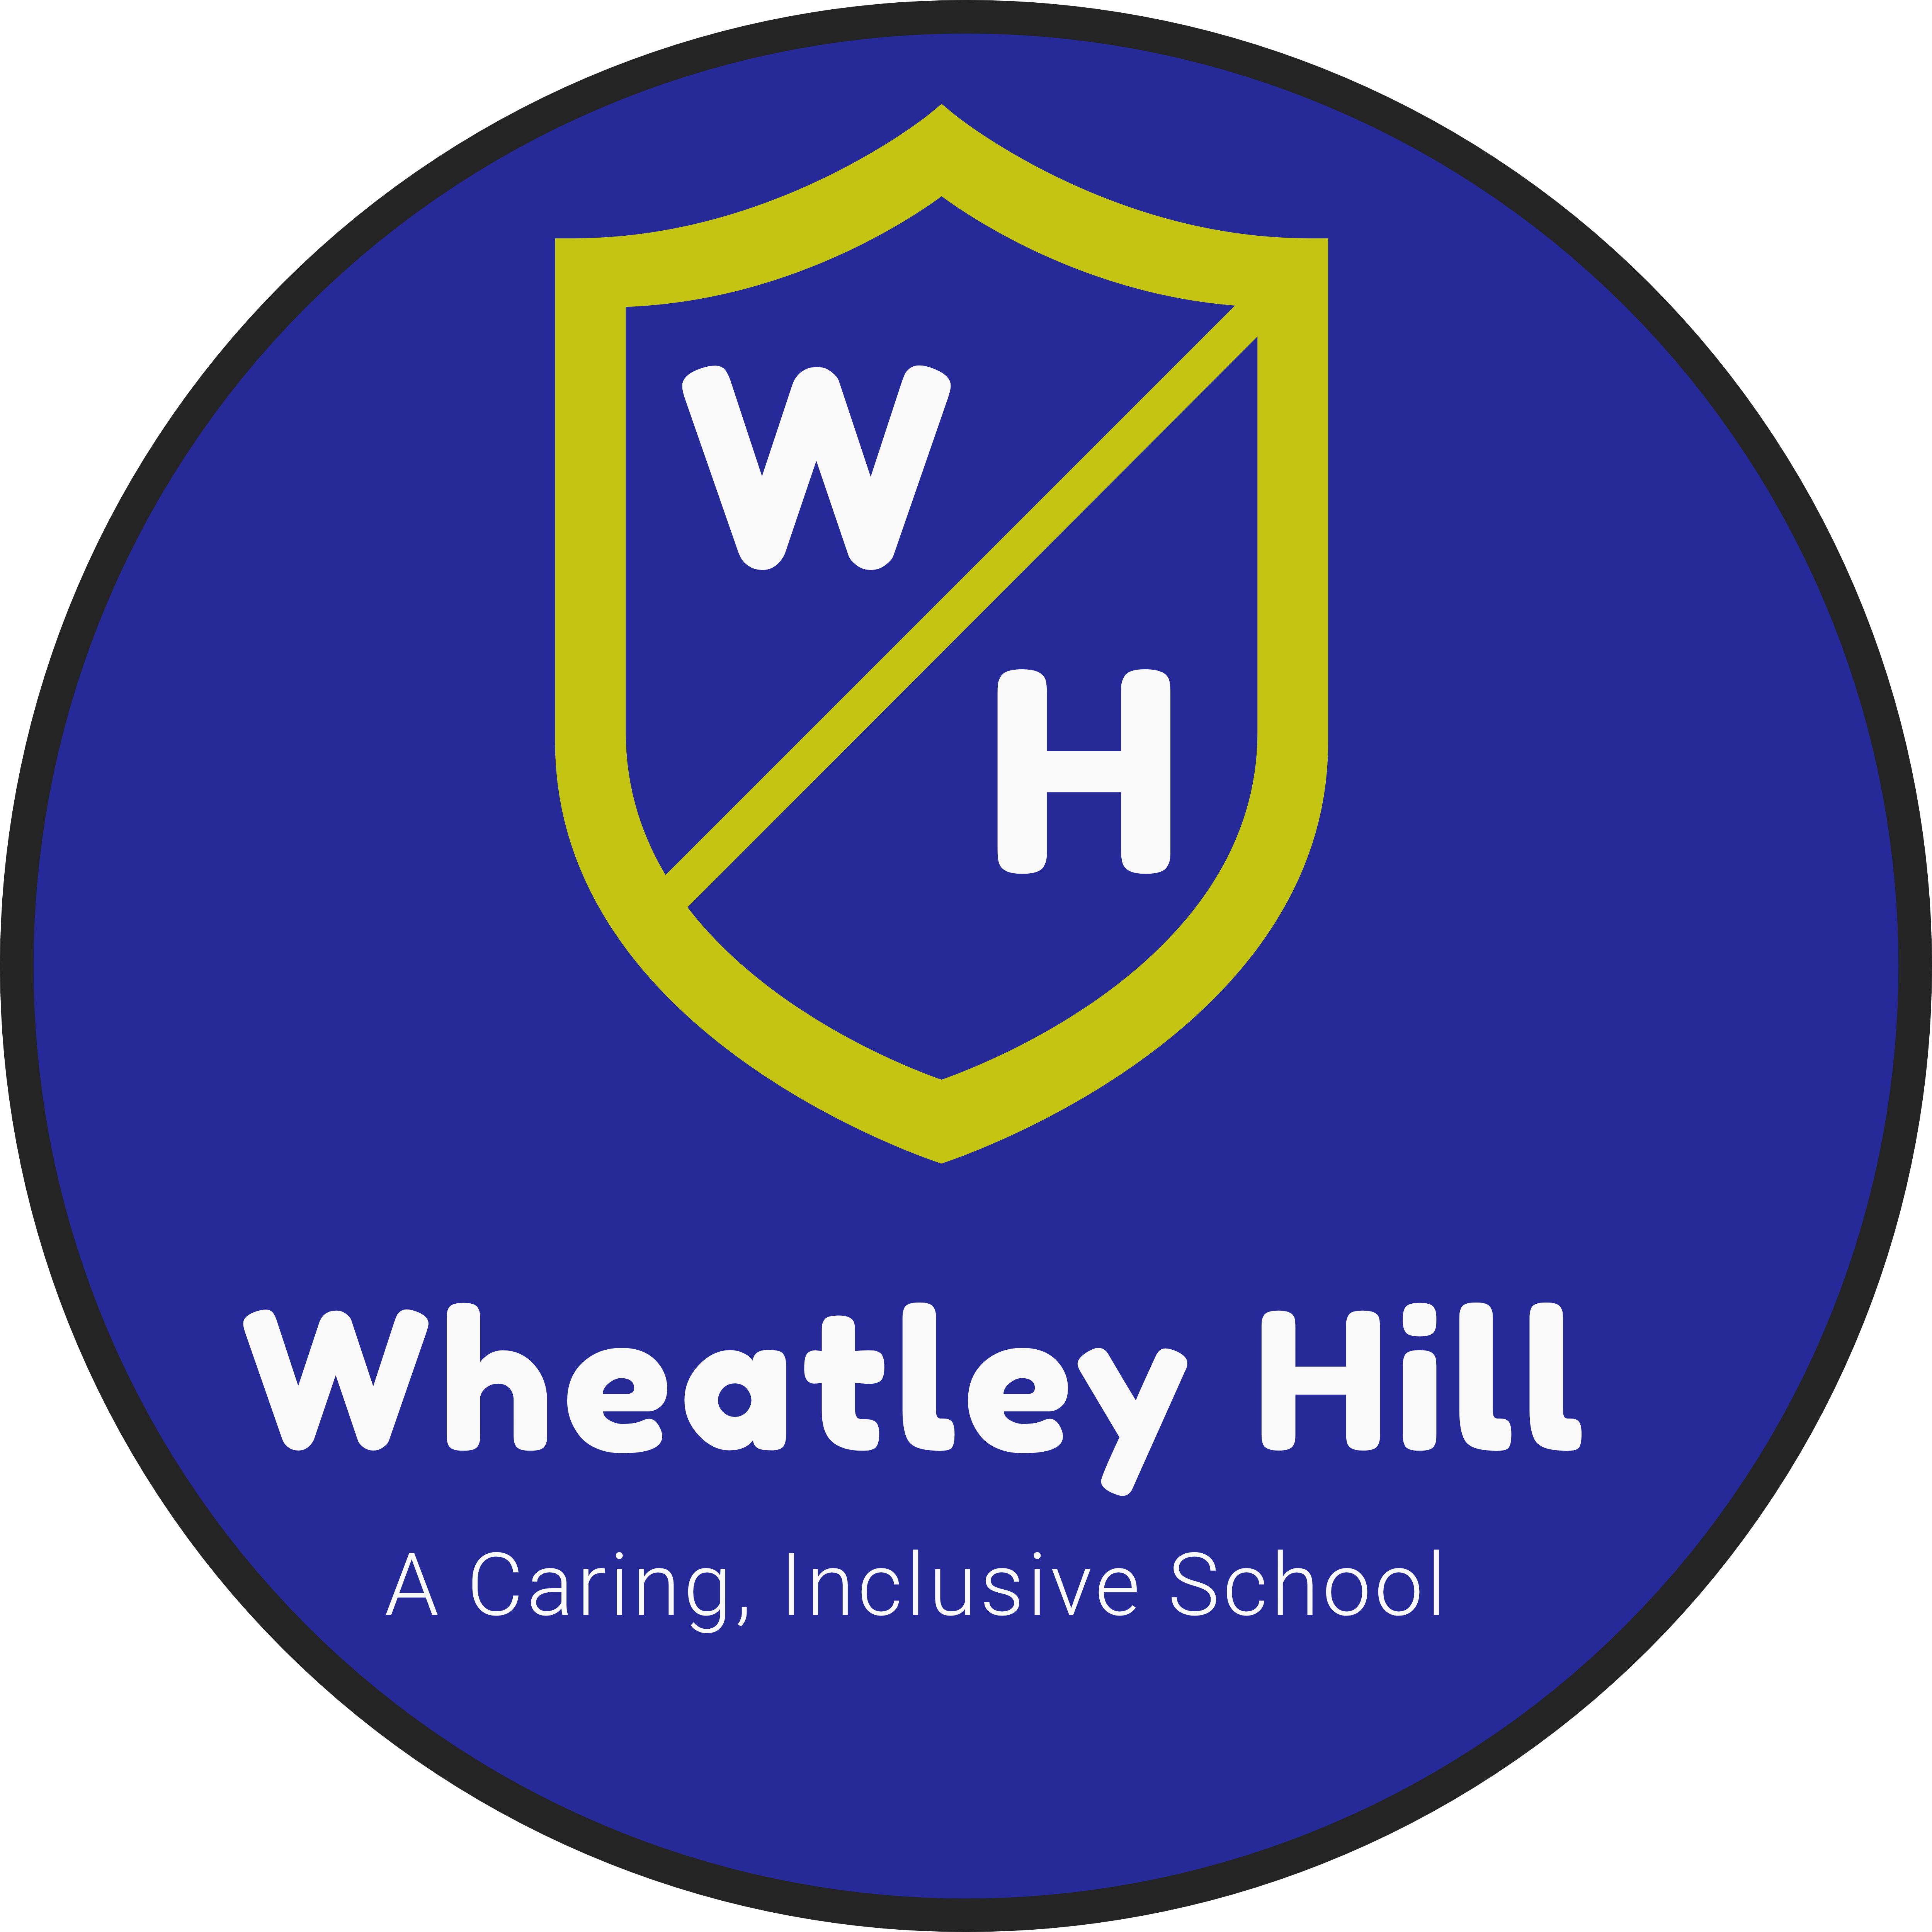 W
H
Wheatley Hill
A Caring, Inclusive School